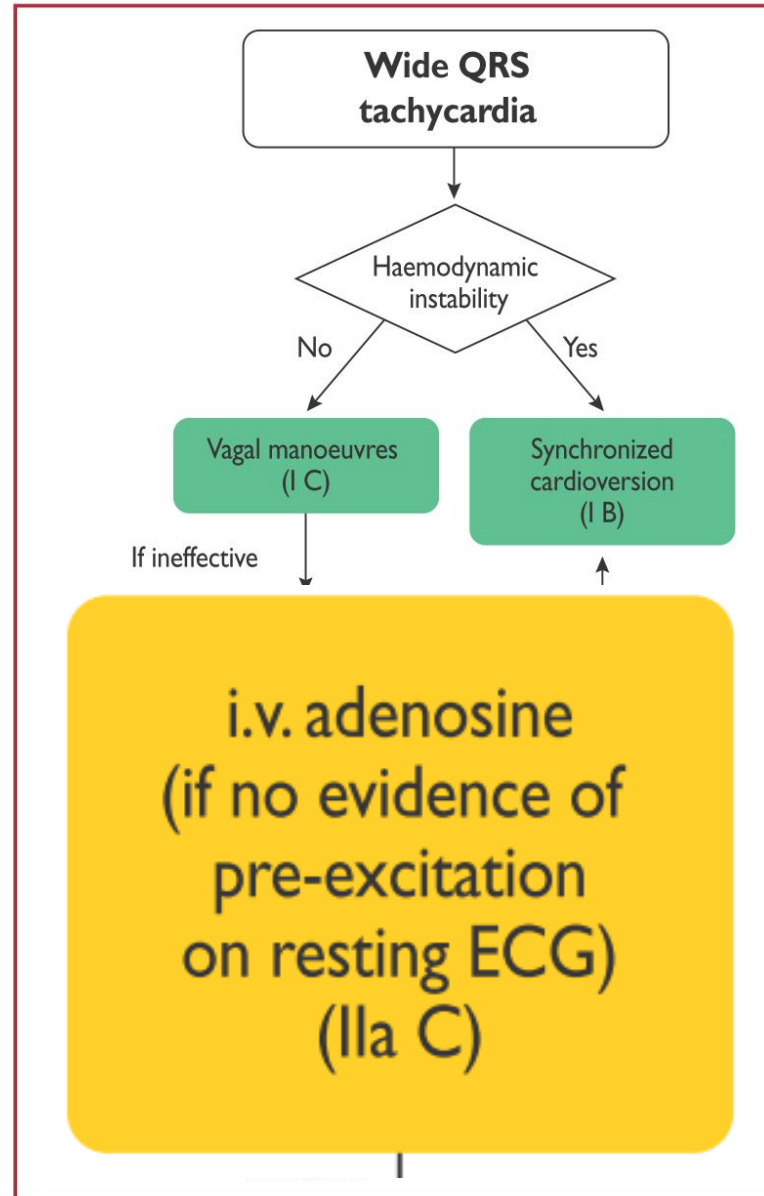 Wide QRS
tachycardia
Haemodynamic
instability
No
Yes
Vagal manoeuvres
(I C)
Synchronized
cardioversion
(I B)
If ineffective
i.v. adenosine
(if no evidence of
pre-excitation
on resting ECG)
(IIa C)